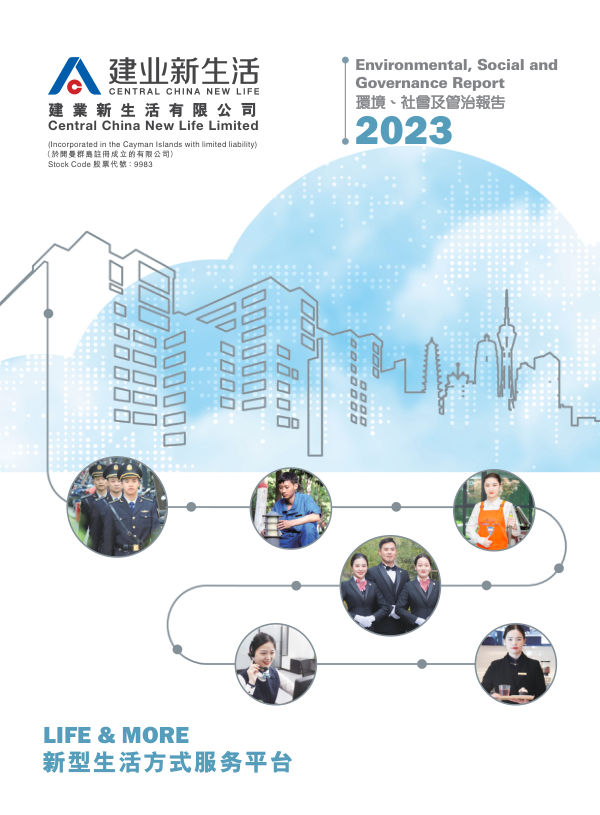 建业新生活
CENTRAL CHINA NEW LIFE
建業新生活有限公司
Central China New Life Limited
(Incorporated in the Cayman Islands with limited liability)
(於開曼群島註冊成立的有限公司)
Stock Code 股票代號：9983
Environmental, Social and
Governance Report
環境、社會及管治報告
2023
LIFE & MORE
新型生活方式服务平台